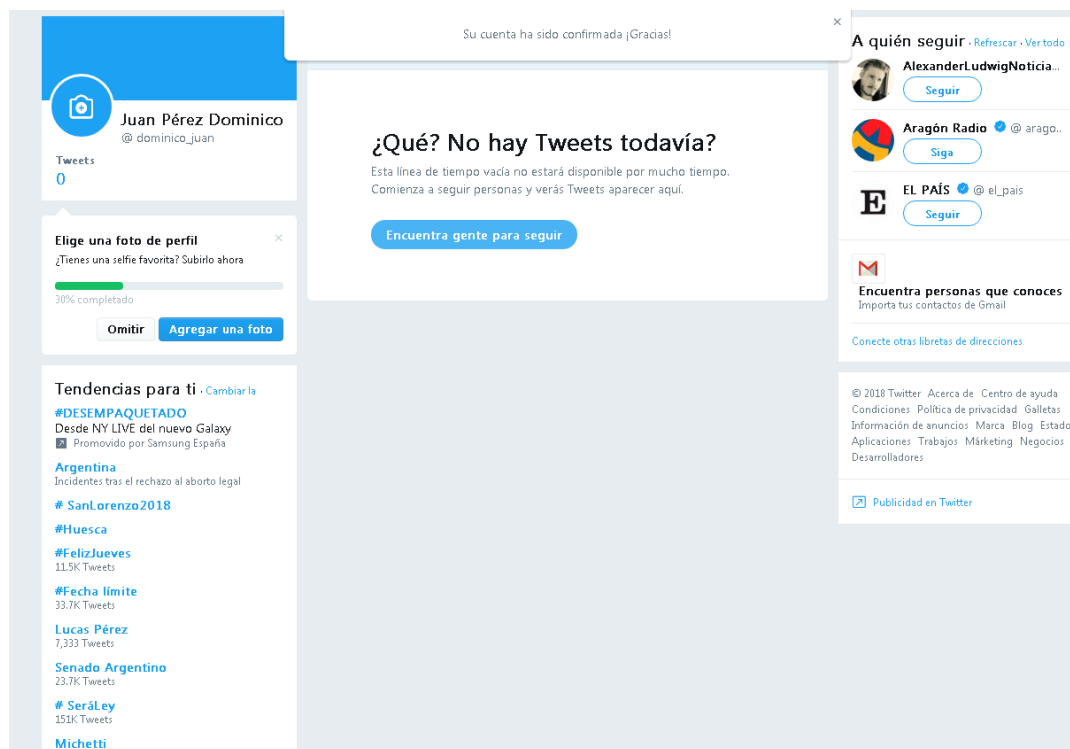 Su cuenta ha sido confirmada ¡Gracias!
×
Juan Pérez Dominico
@ dominico_juan
Tweets
0
Elige una foto de perfil ×
¿Tienes una selfie favorita? Subirlo ahora
30% completado
Omitir Agregar una foto
Tendencias para ti · Cambiar la
#DESEMPAQUETADO
Desde NY LIVE del nuevo Galaxy
Promovido por Samsung España
Argentina
Incidentes tras el rechazo al aborto legal
# SanLorenzo2018
#Huesca
#FelizJueves
11.5K Tweets
#Fecha límite
33.7K Tweets
Lucas Pérez
7,333 Tweets
Senado Argentino
23.7K Tweets
# SeráLey
151K Tweets
Michetti
¿Qué? No hay Tweets todavía?
Esta línea de tiempo vacía no estará disponible por mucho tiempo.
Comienza a seguir personas y verás Tweets aparecer aquí.
Encuentra gente para seguir
A quién seguir · Refrescar · Ver todo
AlexanderLudwigNoticia...
Seguir
Aragón Radio @ arago..
Siga
E
EL PAÍS @ el_pais
Seguir
Encuentra personas que conoces
Importa tus contactos de Gmail
Conecte otras libretas de direcciones
© 2018 Twitter Acerca de Centro de ayuda
Condiciones Política de privacidad Galletas
Información de anuncios Marca Blog Estado
Aplicaciones Trabajos Márketing Negocios
Desarrolladores
Publicidad en Twitter